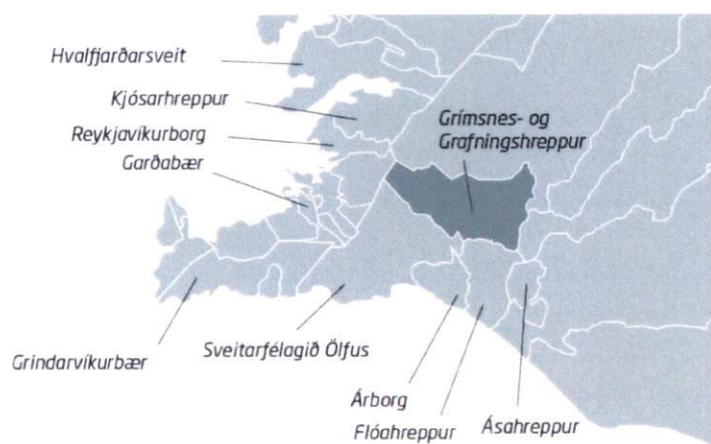 Hvalfjarðarsveit
Kjósarhreppur
Reykjavíkurborg
Garðabær
Grímsnes- og
Grafningshreppur
Grindarvíkurbær
Sveitarfélagið Ölfus
Árborg
Flóahreppur
Ásahreppur